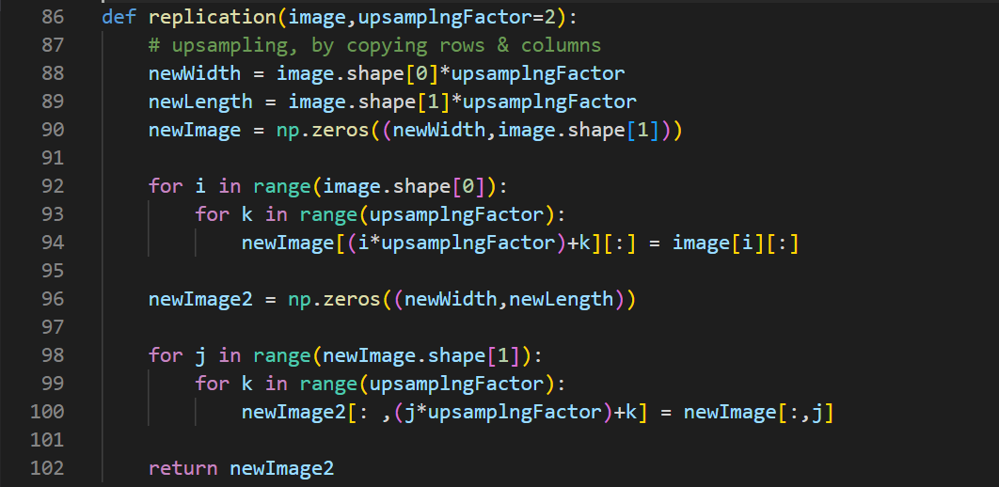 86 def replication(image,upsamplngFactor=2):
87     # upsampling, by copying rows & columns
88     newWidth = image.shape[0]*upsamplngFactor
89     newLength = image.shape[1]*upsamplngFactor
90     newImage = np.zeros((newWidth,image.shape[1]))
91
92     for i in range(image.shape[0]):
93         for k in range(upsamplngFactor):
94             newImage[(i*upsamplngFactor)+k][:] = image[i][:]
95
96     newImage2 = np.zeros((newWidth,newLength))
97
98     for j in range(newImage.shape[1]):
99         for k in range(upsamplngFactor):
100             newImage2[: ,(j*upsamplngFactor)+k] = newImage[:,j]
101
102     return newImage2